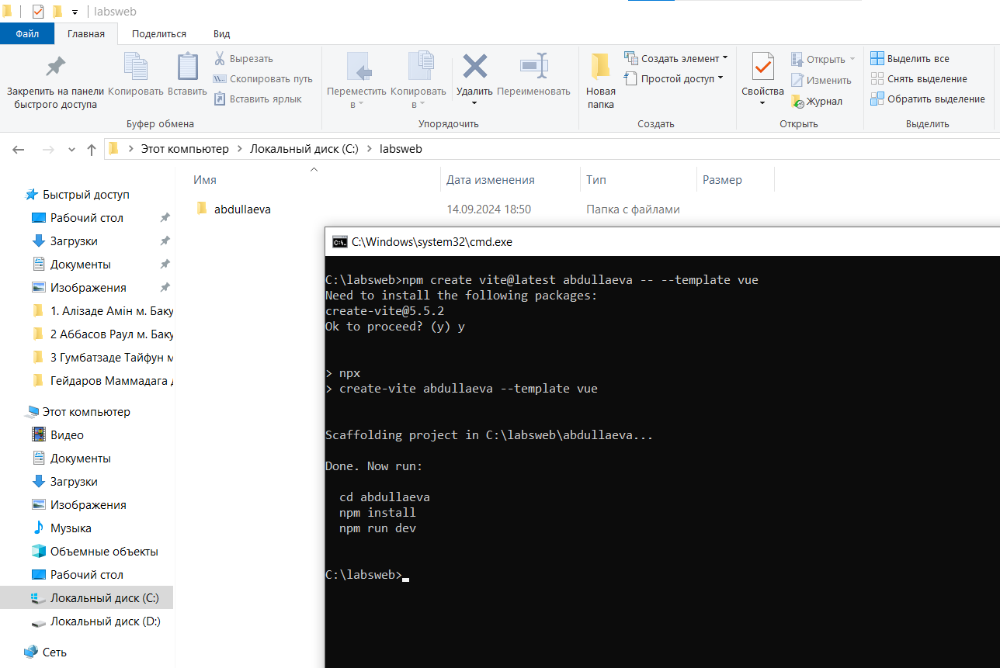 labsweb
Файл Главная Поделиться Вид
Закрепить на панели быстрого доступа
Копировать
Вставить
Вырезать
Скопировать путь
Вставить ярлык
Буфер обмена
Переместить в
Копировать в
Удалить
Переименовать
Упорядочить
Новая папка
Создать элемент
Простой доступ
Создать
Свойства
Открыть
Изменить
Журнал
Открыть
Выделить все
Снять выделение
Обратить выделение
Выделить
Этот компьютер > Локальный диск (C:) > labsweb
Имя Дата изменения Тип Размер
abdullaeva 14.09.2024 18:50 Папка с файлами
Быстрый доступ
Рабочий стол
Загрузки
Документы
Изображения
1. Алізаде Амін м. Баку
2 Аббасов Раул м. Баку
3 Гумбатзаде Тайфун м
Гейдаров Маммадага
Этот компьютер
Видео
Документы
Загрузки
Изображения
Музыка
Объемные объекты
Рабочий стол
Локальный диск (C:)
Локальный диск (D:)
Сеть
C:\Windows\system32\cmd.exe
C:\labsweb>npm create vite@latest abdullaeva -- --template vue
Need to install the following packages:
create-vite@5.5.2
Ok to proceed? (y) y
> npx
> create-vite abdullaeva --template vue
Scaffolding project in C:\labsweb\abdullaeva...
Done. Now run:
cd abdullaeva
npm install
npm run dev
C:\labsweb>